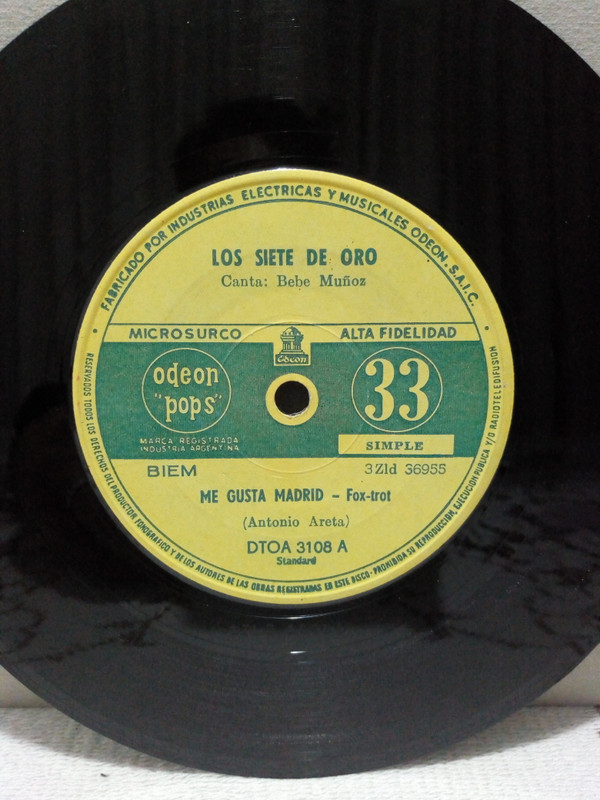 FABRICADO POR INDUSTRIAS ELECTRICAS Y MUSICALES ODEON. S.A.I.C.
LOS SIETE DE ORO
Canta: Bebe Muñoz
MICROSURCO
ALTA FIDELIDAD
Odeon
odeon
"pops"
33
MARCA REGISTRADA
INDUSTRIA ARGENTINA
SIMPLE
BIEM
3Zld 36955
ME GUSTA MADRID - Fox-trot
(Antonio Areta)
DTOA 3108 A
Standard
RESERVADOS TODOS LOS DERECHOS DEL PRODUCTOR FONOGRAFICO Y DE LOS AUTORES DE LAS OBRAS REGISTRADAS EN ESTE DISCO - PROHIBIDA SU REPRODUCCION, EJECUCION PUBLICA Y/O RADIOTELEDIFUSION